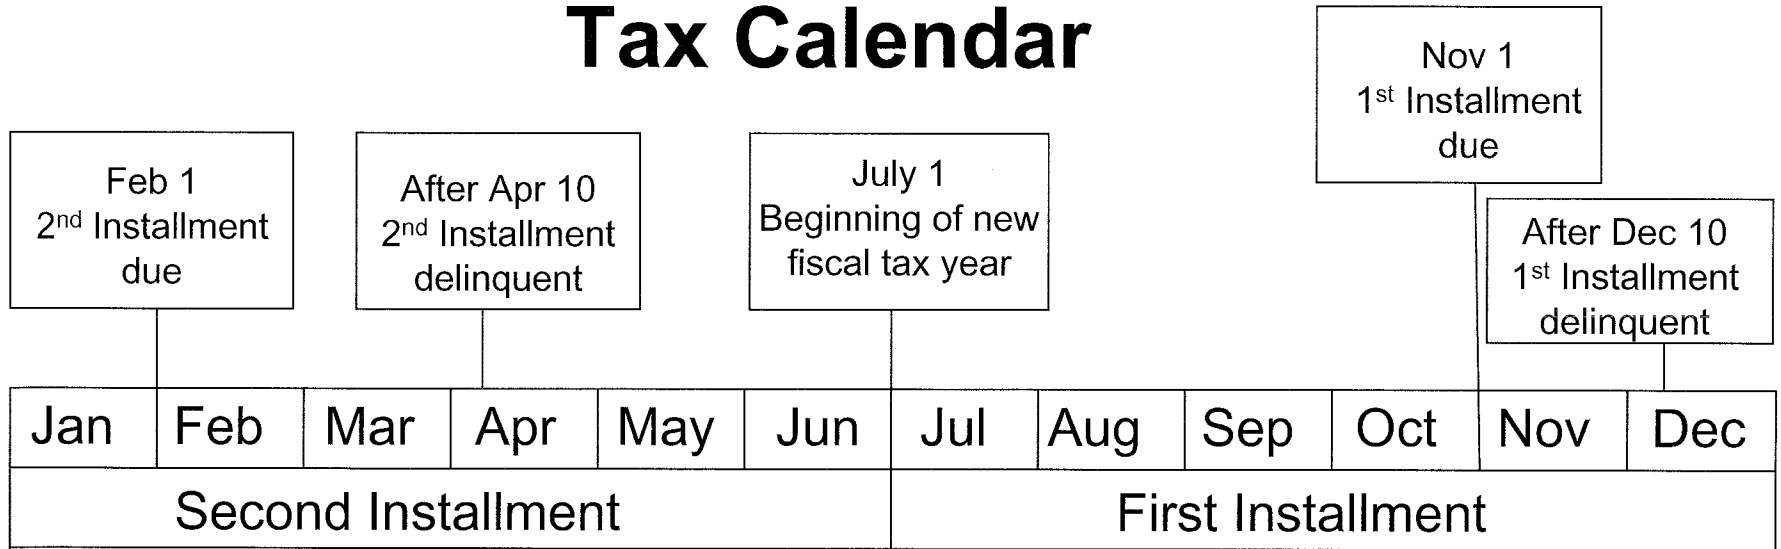 Tax Calendar
Nov 1
1st Installment
due
Feb 1
2nd Installment
due
After Apr 10
2nd Installment
delinquent
July 1
Beginning of new
fiscal tax year
After Dec 10
1st Installment
delinquent
Jan Feb Mar Apr May Jun Jul Aug Sep Oct Nov Dec
Second Installment First Installment